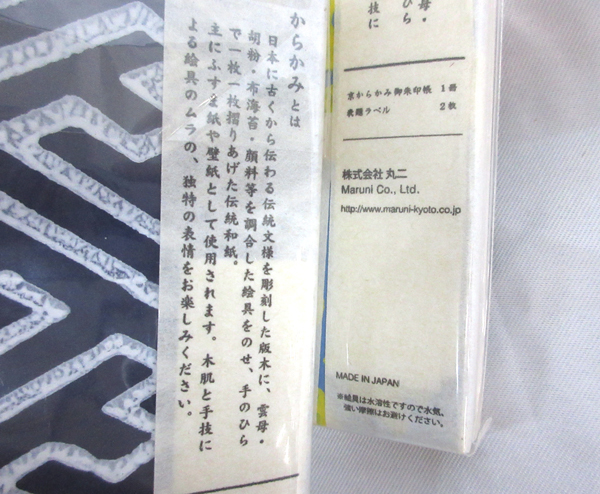 からかみとは
日本に古くから伝わる伝統文様を彫刻した版木に、雲母・
胡粉・布海苔・顔料等を調合した絵具をのせ、手のひら
で一枚一枚摺りあげた伝統和紙。
主にふすま紙や壁紙として使用されます。木肌と手技に
よる絵具のムラの、独特の表情をお楽しみください。
母・
のひら
技に
京からかみ御朱印帳 1冊
表題ラベル 2枚
株式会社 丸二
Maruni Co., Ltd.
http://www.maruni-kyoto.co.jp
MADE IN JAPAN
※絵具は水溶性ですので水気、
強い摩擦はお避けください。